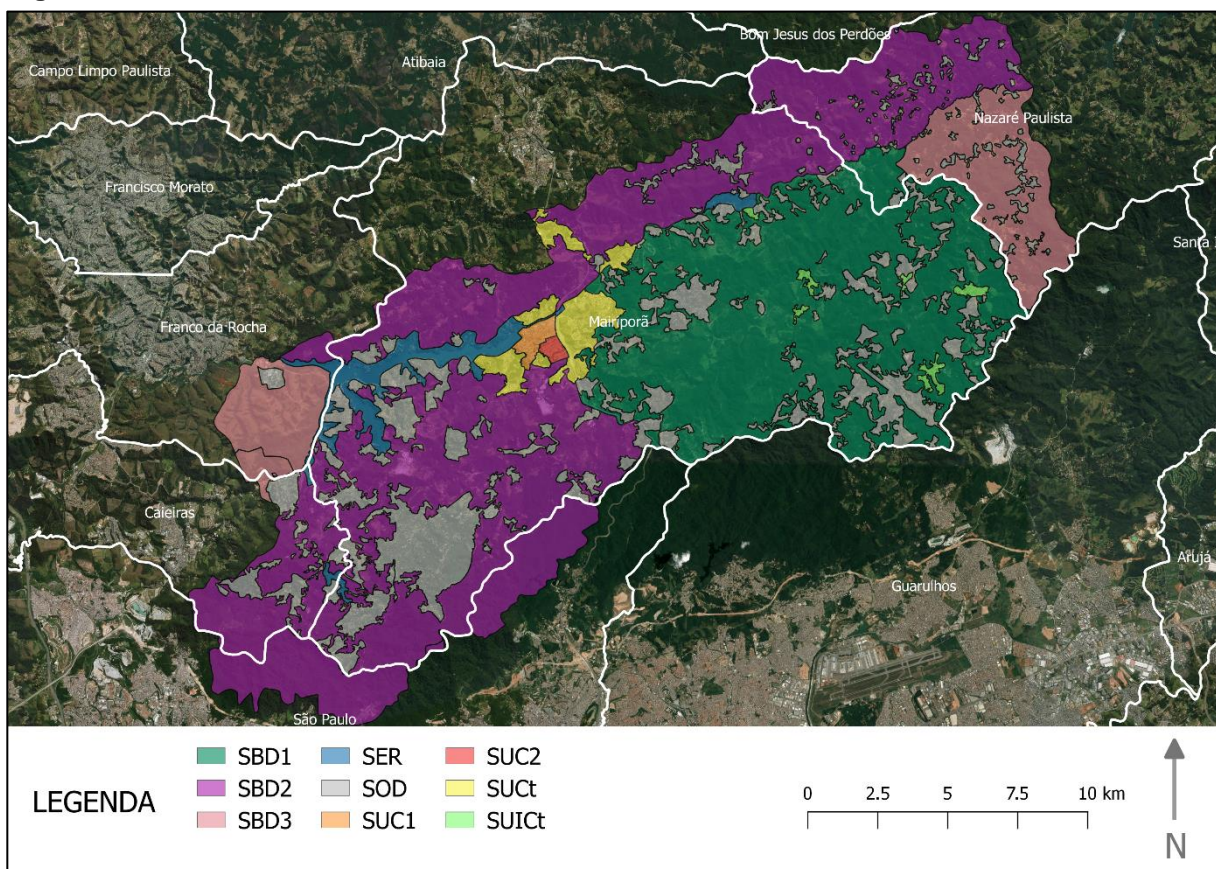 Bom Jesus dos Perdões
Campo Limpo Paulista
Atibaia
Nazaré Paulista
Francisco Morato
Santa I
Franco da Rocha
Mairiporã
Caieiras
Arujá
Guarulhos
São Paulo
LEGENDA
SBD1 SER SUC2
SBD2 SOD SUCt
SBD3 SUC1 SUICt
0 2.5 5 7.5 10 km
N